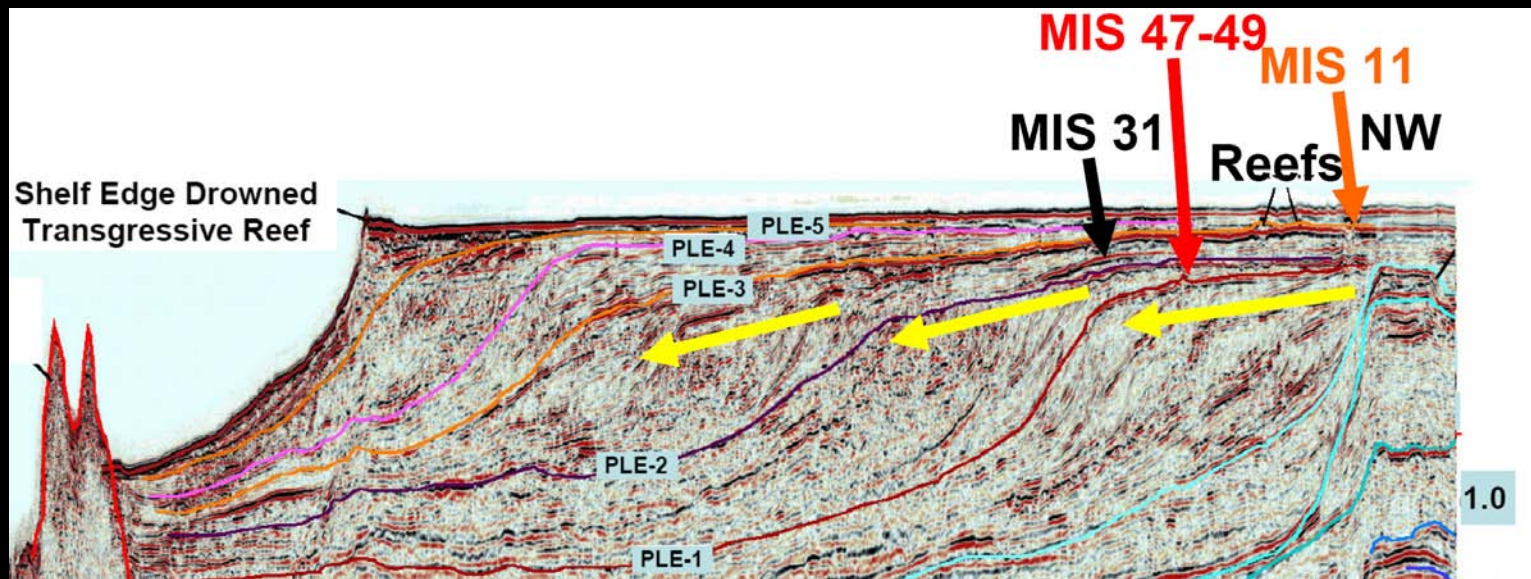 MIS 47-49
MIS 11
MIS 31
Reefs
NW
Shelf Edge Drowned
Transgressive Reef
PLE-5
PLE-4
PLE-3
PLE-2
PLE-1
1.0